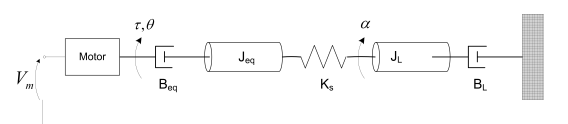 τ,θ
α
Motor
J_eq
J_L
V_m
B_eq
K_s
B_L